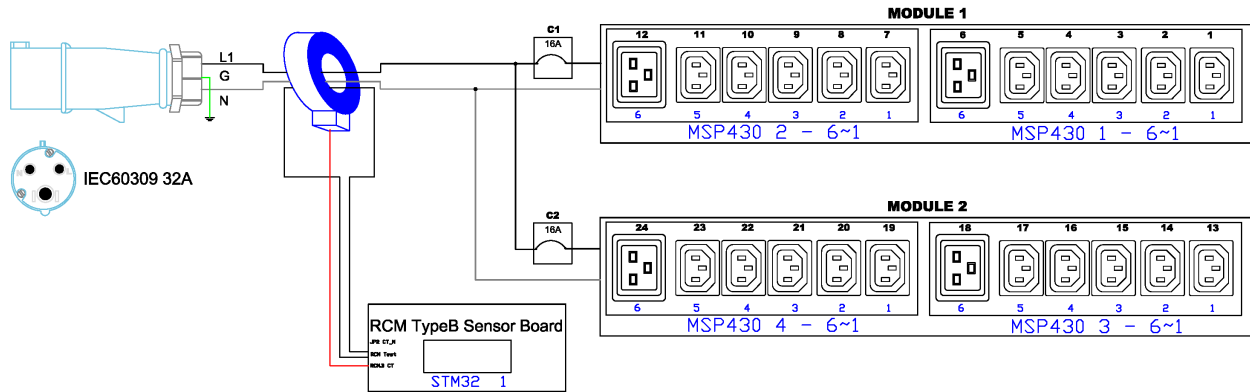 MODULE 1
L1
G
N
C1
16A
12 11 10 9 8 7 6 5 4 3 2 1
6 5 4 3 2 1 6 5 4 3 2 1
MSP430 2 - 6~1 MSP430 1 - 6~1
IEC60309 32A
N L
MODULE 2
C2
16A
24 23 22 21 20 19 18 17 16 15 14 13
6 5 4 3 2 1 6 5 4 3 2 1
MSP430 4 - 6~1 MSP430 3 - 6~1
RCM TypeB Sensor Board
JP2 CT_N
RCM Test
RCM.B CT
STM32 1